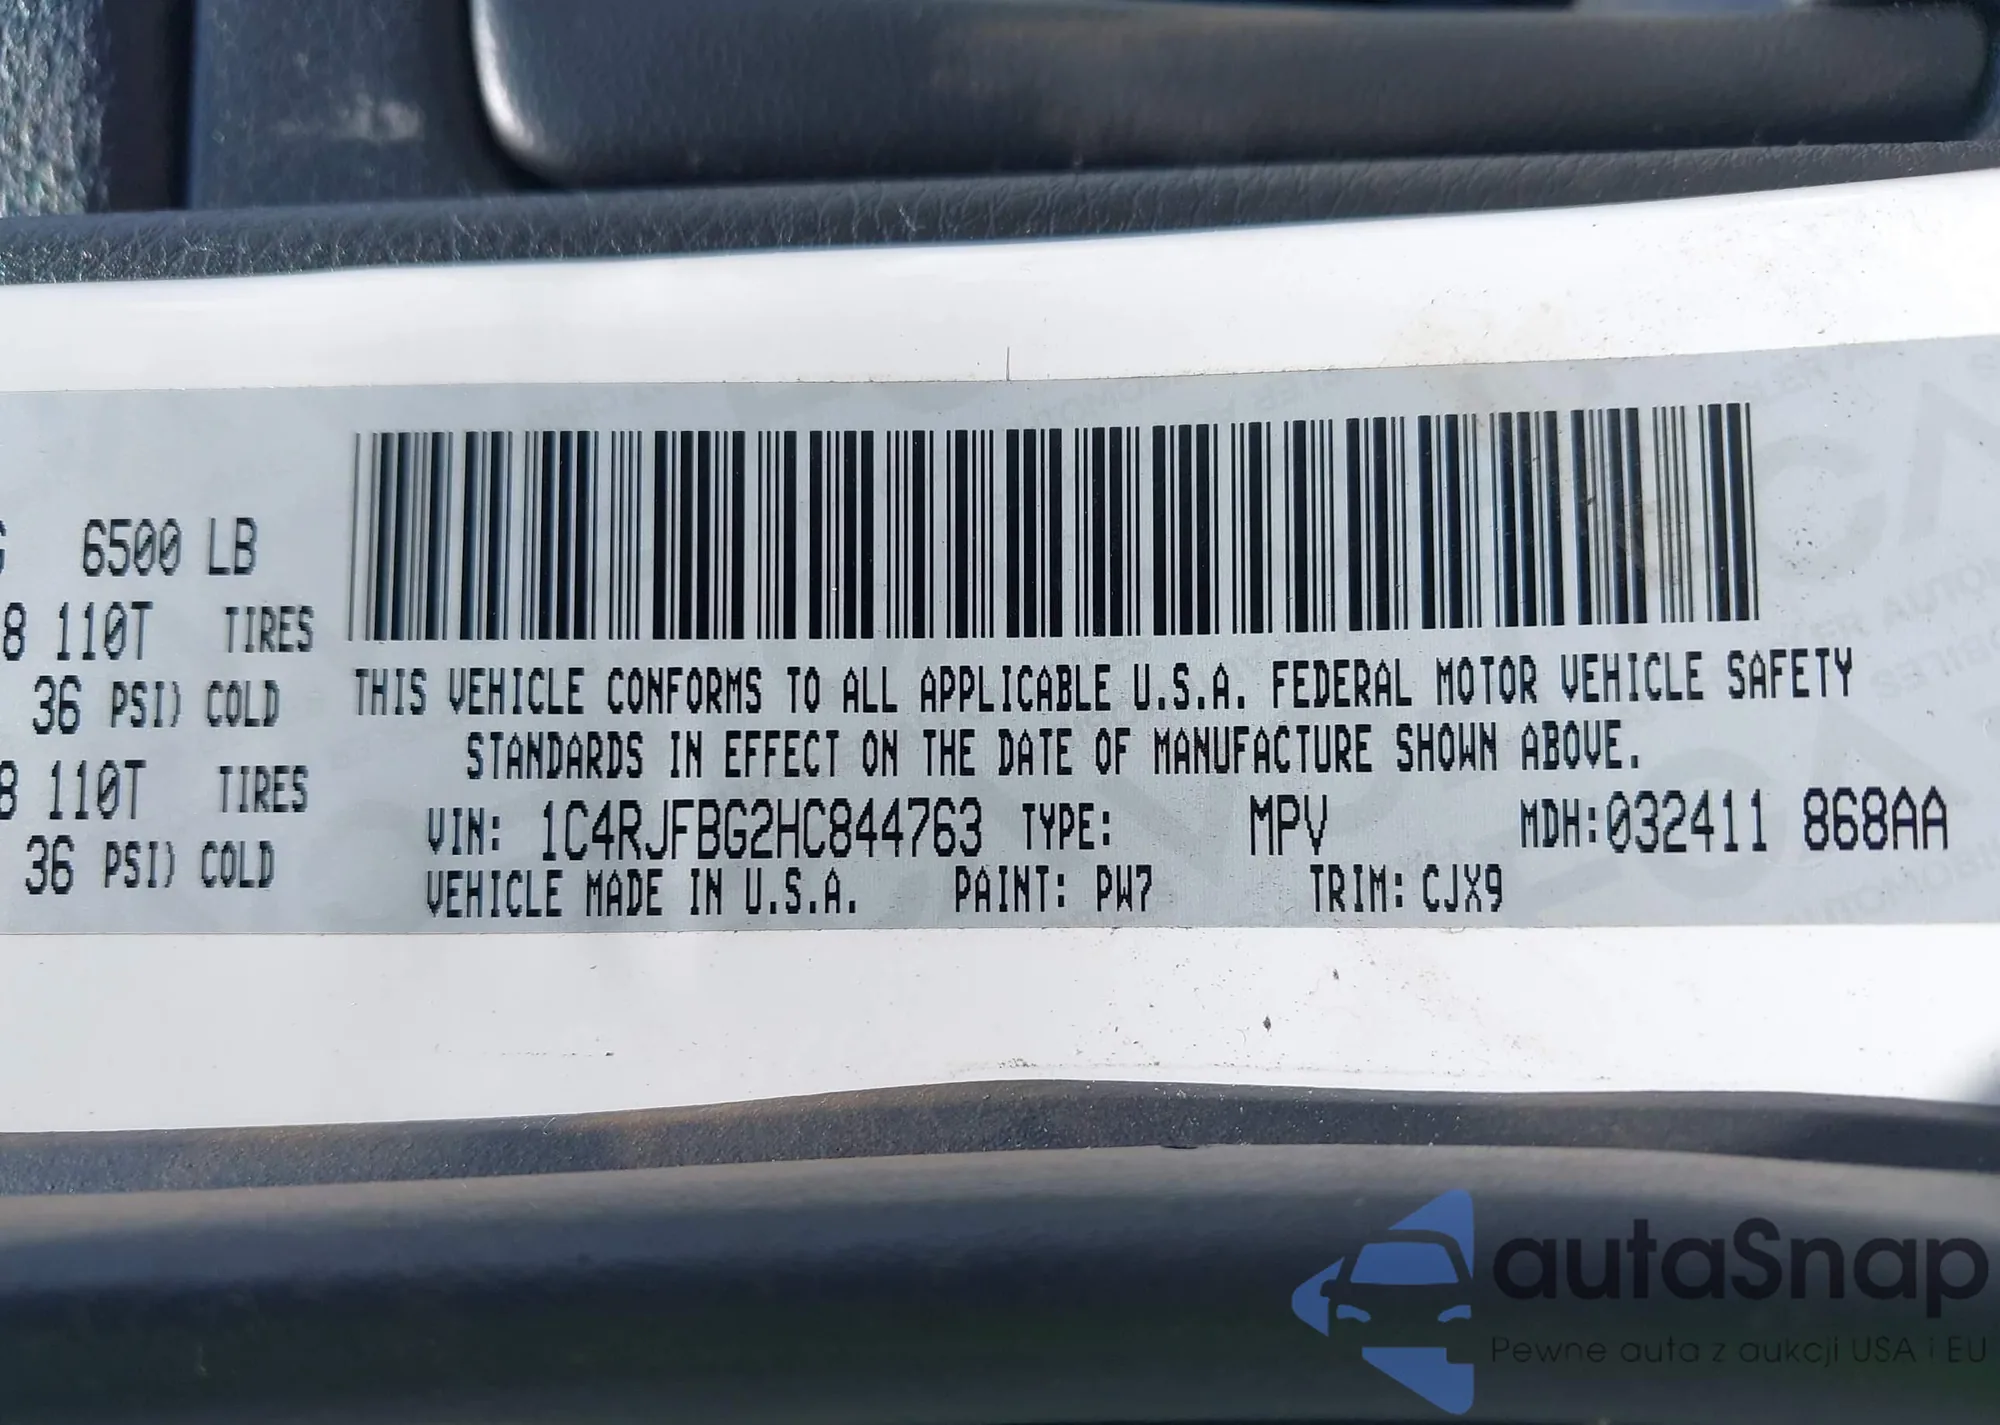 6500 LB
8 110T TIRES
36 PSI) COLD
8 110T TIRES
36 PSI) COLD
THIS VEHICLE CONFORMS TO ALL APPLICABLE U.S.A. FEDERAL MOTOR VEHICLE SAFETY
STANDARDS IN EFFECT ON THE DATE OF MANUFACTURE SHOWN ABOVE.
VIN: 1C4RJFBG2HC844763 TYPE: MPV MDH:032411 868AA
VEHICLE MADE IN U.S.A. PAINT: PW7 TRIM: CJX9
autaSnap
Pewne auta z aukcji USA i EU